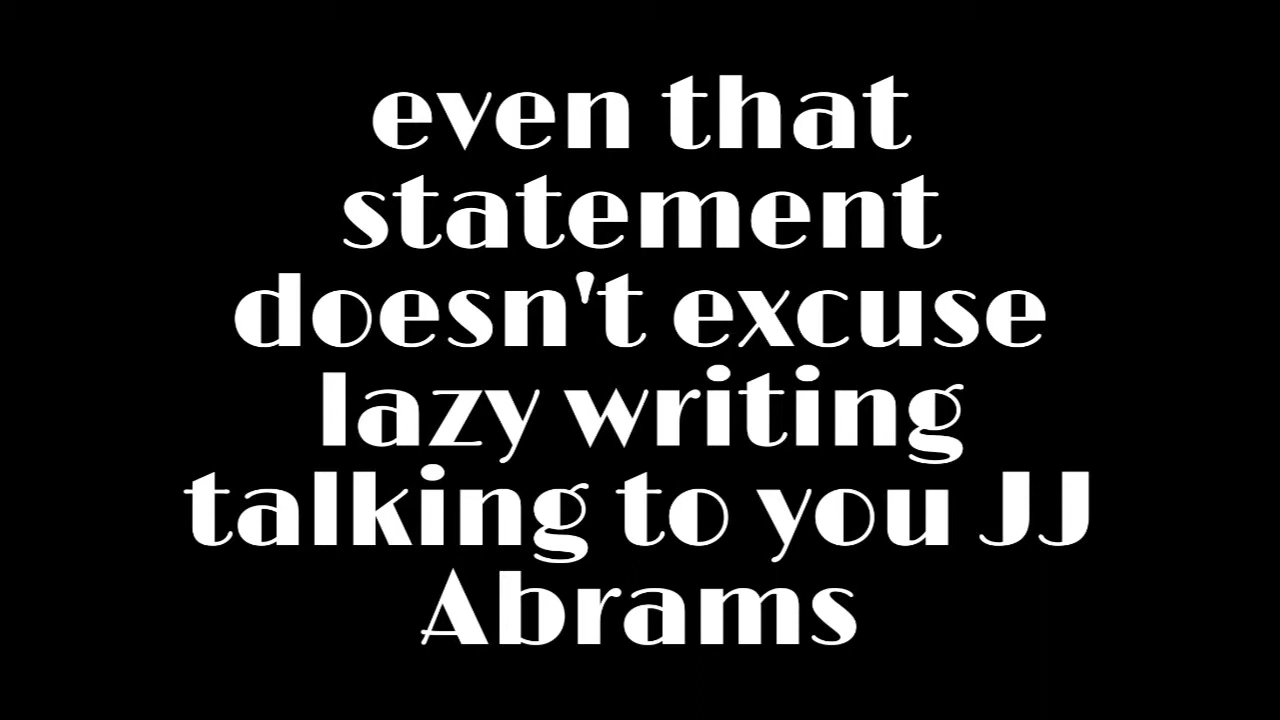 even that
statement
doesn't excuse
lazy writing
talking to you JJ
Abrams